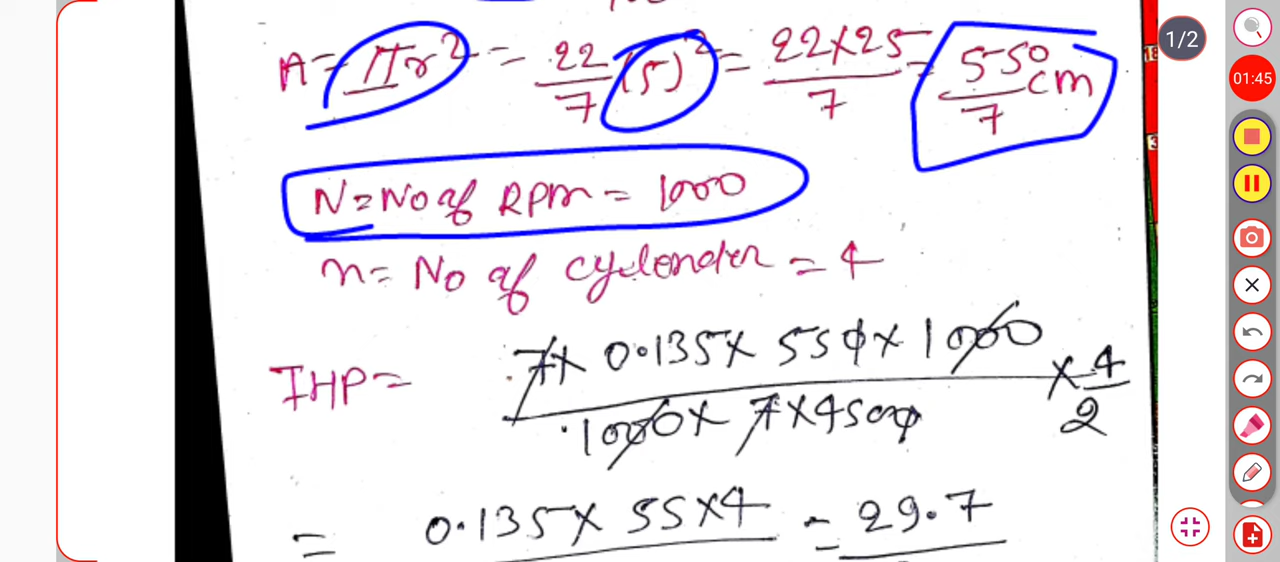 A = πr² = 22/7 (5)² = 22×25/7 = 550/7 cm
N = No of RPM = 1000
n = No of cylender = 4
IHP = 7× 0.135× 550× 1000 / 1000× 7×4500 × 4/2
= 0.135× 55×4 = 29.7
1/2
01:45